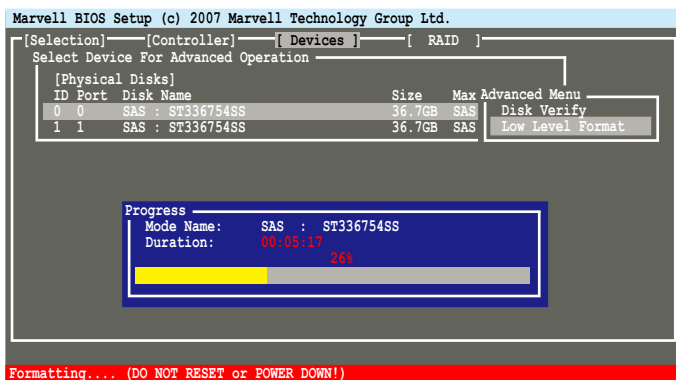 Marvell BIOS Setup (c) 2007 Marvell Technology Group Ltd.
[Selection] [Controller] [ Devices ] [ RAID ]
Select Device For Advanced Operation
[Physical Disks]
ID Port Disk Name Size Max Advanced Menu
0 0 SAS : ST336754SS 36.7GB SAS Disk Verify
1 1 SAS : ST336754SS 36.7GB SAS Low Level Format
Progress
Mode Name: SAS : ST336754SS
Duration: 00:05:17
26%
Formatting.... (DO NOT RESET or POWER DOWN!)